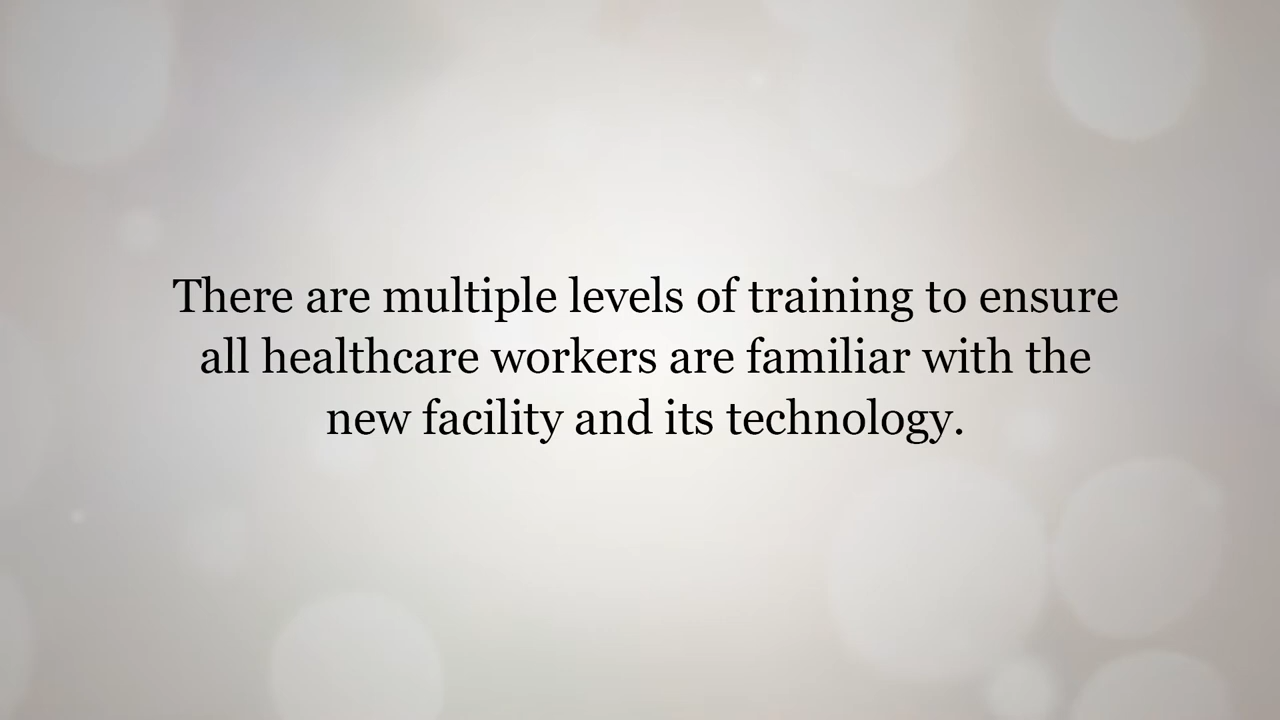 There are multiple levels of training to ensure
all healthcare workers are familiar with the
new facility and its technology.